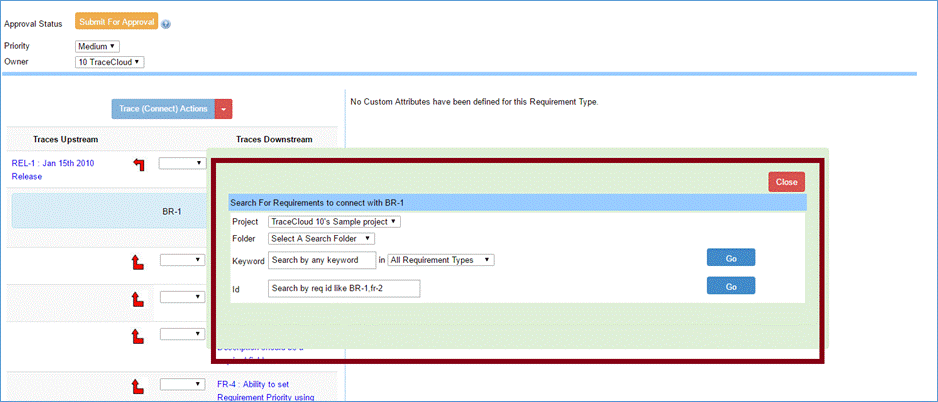 Approval Status
Submit For Approval
Priority
Medium
Owner
10 TraceCloud
Trace (Connect) Actions
No Custom Attributes have been defined for this Requirement Type.
Traces Upstream
Traces Downstream
REL-1 : Jan 15th 2010
Release
BR-1
Close
Search For Requirements to connect with BR-1
Project
TraceCloud 10's Sample project
Folder
Select A Search Folder
Keyword
Search by any keyword
in
All Requirement Types
Go
Id
Search by req id like BR-1,fr-2
Go
FR-4 : Ability to set
Requirement Priority using